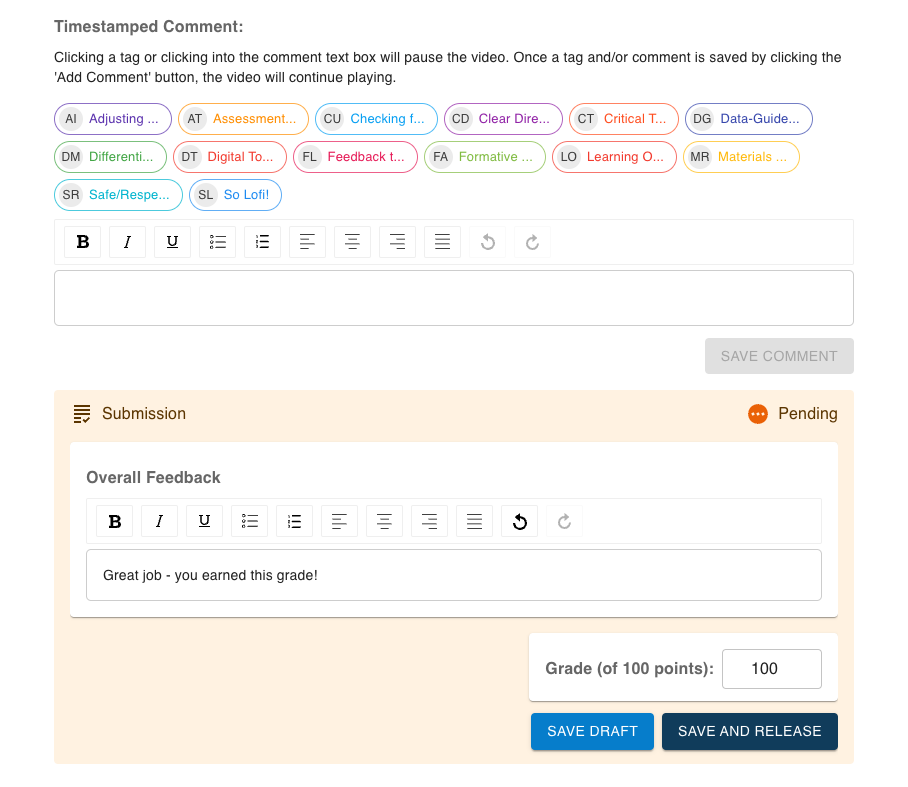 Timestamped Comment:
Clicking a tag or clicking into the comment text box will pause the video. Once a tag and/or comment is saved by clicking the
'Add Comment' button, the video will continue playing.
AI Adjusting ... AT Assessment... CU Checking f... CD Clear Dire... CT Critical T... DG Data-Guide...
DM Differenti... DT Digital To... FL Feedback t... FA Formative ... LO Learning O... MR Materials ...
SR Safe/Respe... SL So Lofi!
B I U
SAVE COMMENT
Submission Pending
Overall Feedback
B I U
Great job - you earned this grade!
Grade (of 100 points): 100
SAVE DRAFT SAVE AND RELEASE